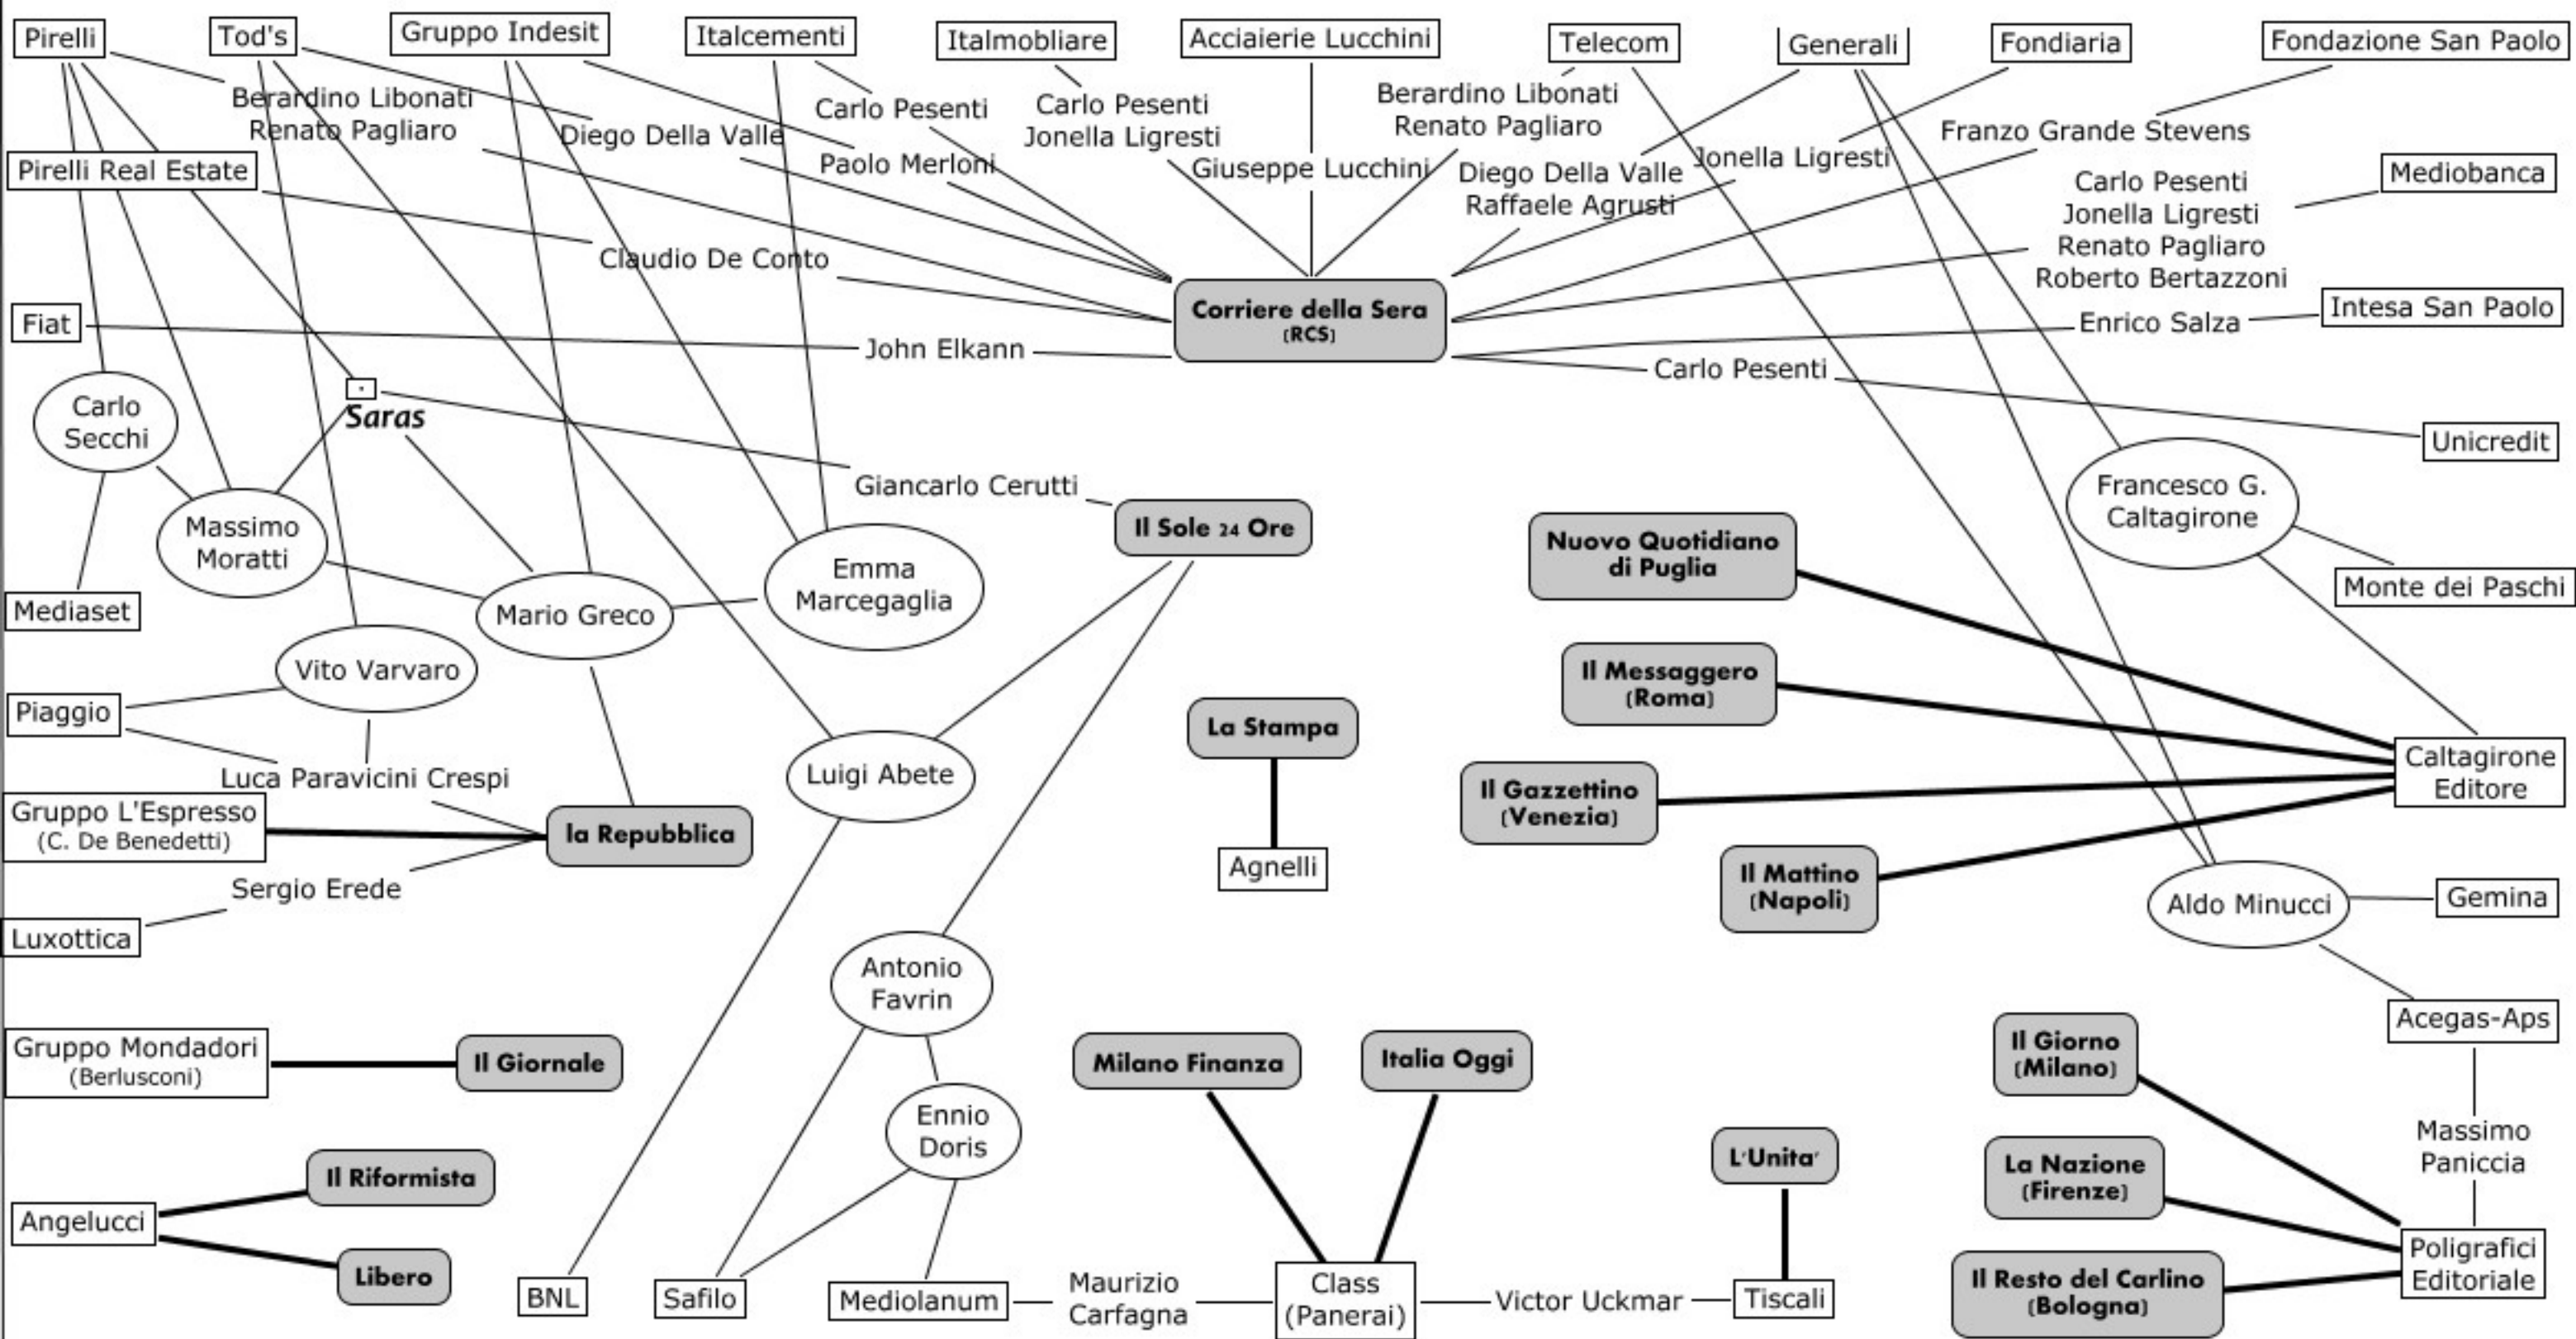 Pirelli
Tod's
Gruppo Indesit
Italcementi
Italmobliare
Acciaierie Lucchini
Telecom
Generali
Fondiaria
Fondazione San Paolo
Berardino Libonati
Renato Pagliaro
Diego Della Valle
Carlo Pesenti
Paolo Merloni
Carlo Pesenti
Jonella Ligresti
Giuseppe Lucchini
Berardino Libonati
Renato Pagliaro
Diego Della Valle
Raffaele Agrusti
Jonella Ligresti
Franzo Grande Stevens
Pirelli Real Estate
Carlo Pesenti
Jonella Ligresti
Renato Pagliaro
Roberto Bertazzoni
Mediobanca
Claudio De Conto
Corriere della Sera
(RCS)
Fiat
John Elkann
Enrico Salza
Intesa San Paolo
Carlo Pesenti
Unicredit
Carlo
Secchi
Saras
Giancarlo Cerutti
Il Sole 24 Ore
Francesco G.
Caltagirone
Massimo
Moratti
Nuovo Quotidiano
di Puglia
Mediaset
Mario Greco
Emma
Marcegaglia
Monte dei Paschi
Vito Varvaro
Il Messaggero
(Roma)
Piaggio
La Stampa
Luca Paravicini Crespi
Luigi Abete
Il Gazzettino
(Venezia)
Caltagirone
Editore
Gruppo L'Espresso
(C. De Benedetti)
la Repubblica
Agnelli
Il Mattino
(Napoli)
Sergio Erede
Aldo Minucci
Gemina
Luxottica
Antonio
Favrin
Acegas-Aps
Gruppo Mondadori
(Berlusconi)
Il Giornale
Milano Finanza
Italia Oggi
Il Giorno
(Milano)
Ennio
Doris
Massimo
Paniccia
L'Unita'
La Nazione
(Firenze)
Il Riformista
Angelucci
Libero
Poligrafici
Editoriale
Il Resto del Carlino
(Bologna)
BNL
Safilo
Mediolanum
Maurizio
Carfagna
Class
(Panerai)
Victor Uckmar
Tiscali